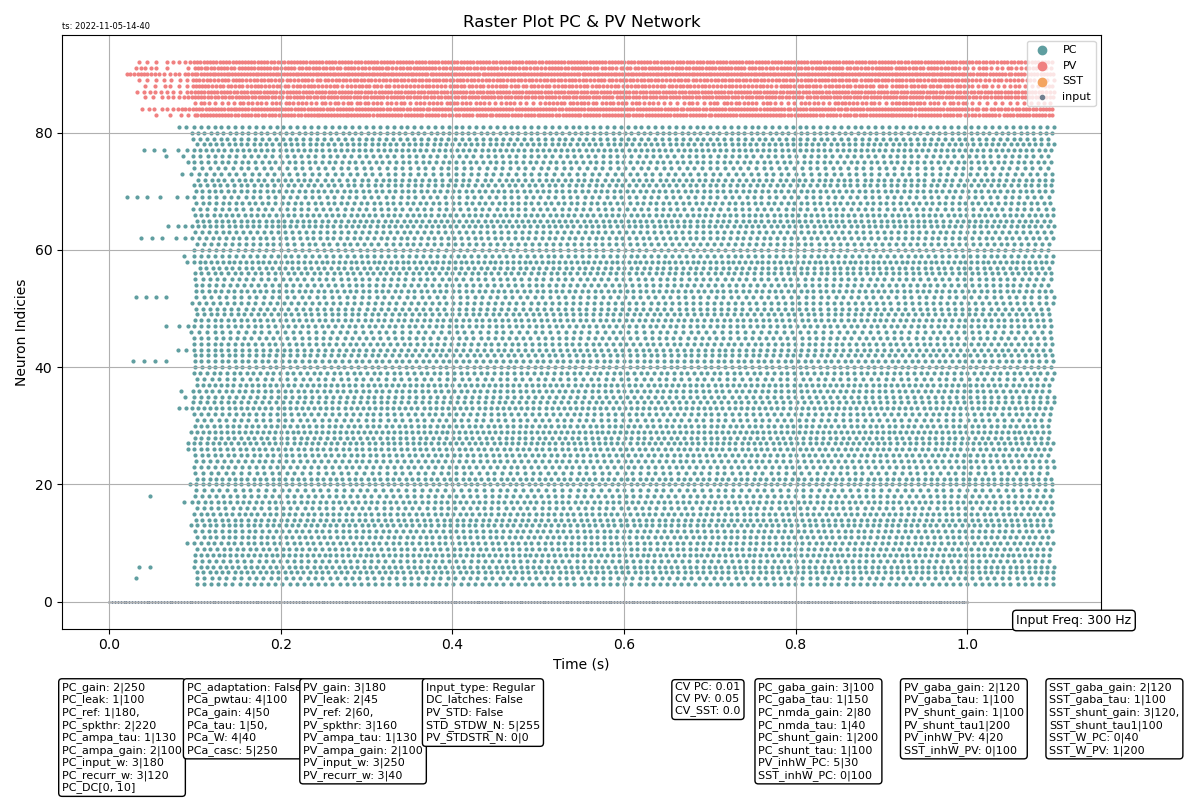 ts: 2022-11-05-14-40
Raster Plot PC & PV Network
PC
PV
SST
input
Neuron Indicies
80
60
40
20
0
0.0
0.2
0.4
0.6
0.8
1.0
Time (s)
Input Freq: 300 Hz
PC_gain: 2|250
PC_leak: 1|100
PC_ref: 1|180,
PC_spkthr: 2|220
PC_ampa_tau: 1|130
PC_ampa_gain: 2|100
PC_input_w: 3|180
PC_recurr_w: 3|120
PC_DC[0, 10]
PC_adaptation: False
PCa_pwtau: 4|100
PCa_gain: 4|50
PCa_tau: 1|50,
PCa_W: 4|40
PCa_casc: 5|250
PV_gain: 3|180
PV_leak: 2|45
PV_ref: 2|60,
PV_spkthr: 3|160
PV_ampa_tau: 1|130
PV_ampa_gain: 2|100
PV_input_w: 3|250
PV_recurr_w: 3|40
Input_type: Regular
DC_latches: False
PV_STD: False
STD_STDW_N: 5|255
PV_STDSTR_N: 0|0
CV PC: 0.01
CV PV: 0.05
CV_SST: 0.0
PC_gaba_gain: 3|100
PC_gaba_tau: 1|150
PC_nmda_gain: 2|80
PC_nmda_tau: 1|40
PC_shunt_gain: 1|200
PC_shunt_tau: 1|100
PV_inhW_PC: 5|30
SST_inhW_PC: 0|100
PV_gaba_gain: 2|120
PV_gaba_tau: 1|100
PV_shunt_gain: 1|100
PV_shunt_tau1|200
PV_inhW_PV: 4|20
SST_inhW_PV: 0|100
SST_gaba_gain: 2|120
SST_gaba_tau: 1|100
SST_shunt_gain: 3|120,
SST_shunt_tau1|100
SST_W_PC: 0|40
SST_W_PV: 1|200